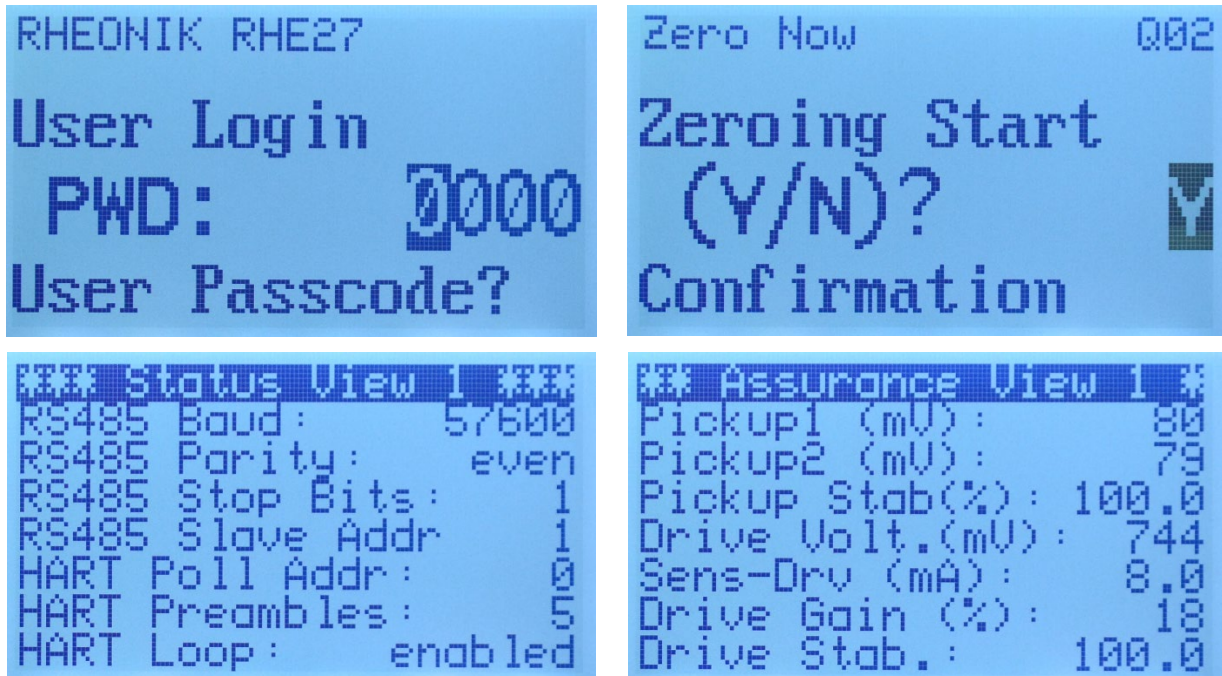 RHEONIK RHE27
User Login
PWD: 0000
User Passcode?
Zero Now Q02
Zeroing Start
(Y/N)? Y
Confirmation
*** Status View 1 ***
RS485 Baud: 57600
RS485 Parity: even
RS485 Stop Bits: 1
RS485 Slave Addr 1
HART Poll Addr: 0
HART Preambles: 5
HART Loop: enabled
** Assurance View 1 *
Pickup1 (mV): 80
Pickup2 (mV): 79
Pickup Stab(%): 100.0
Drive Volt.(mV): 744
Sens-Drv (mA): 8.0
Drive Gain (%): 18
Drive Stab.: 100.0